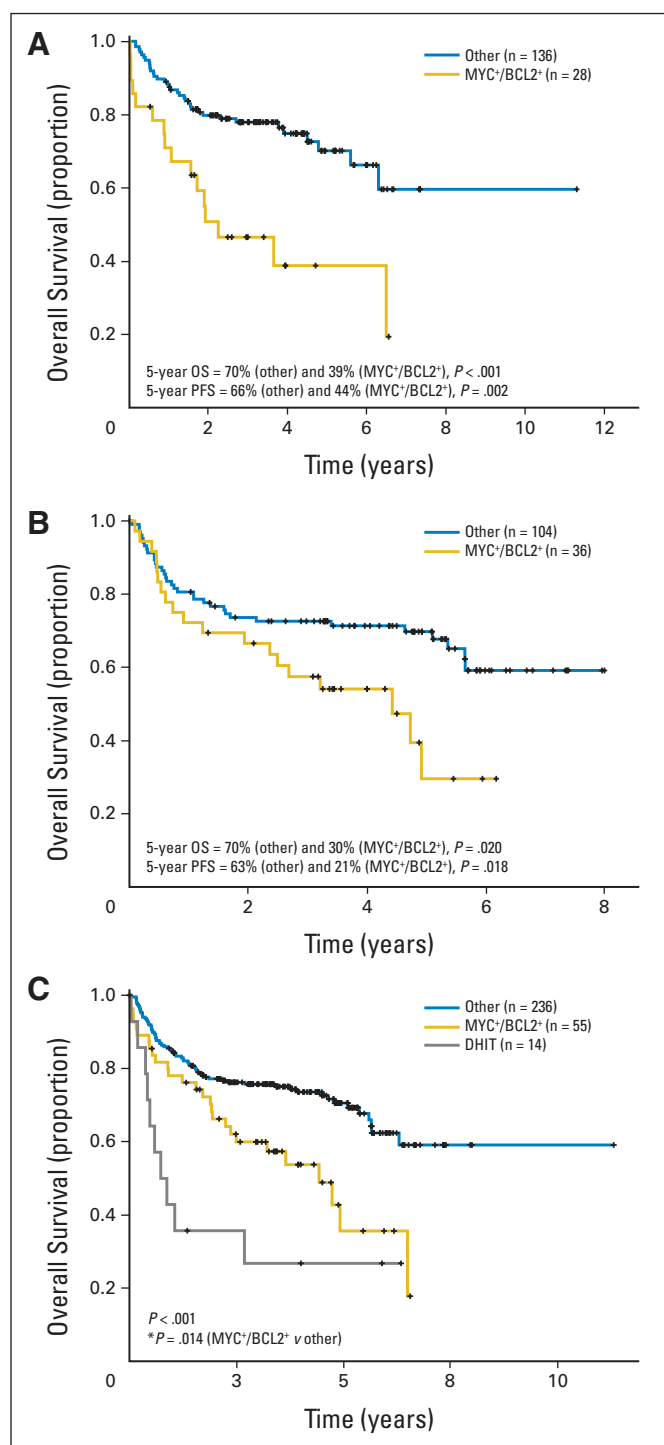 A
Overall Survival (proportion)
1.0
0.8
0.6
0.4
0.2
0
2
4
6
8
10
12
Time (years)
Other (n = 136)
MYC⁺/BCL2⁺ (n = 28)
5-year OS = 70% (other) and 39% (MYC⁺/BCL2⁺), P < .001
5-year PFS = 66% (other) and 44% (MYC⁺/BCL2⁺), P = .002
B
Overall Survival (proportion)
1.0
0.8
0.6
0.4
0.2
0
2
4
6
8
Time (years)
Other (n = 104)
MYC⁺/BCL2⁺ (n = 36)
5-year OS = 70% (other) and 30% (MYC⁺/BCL2⁺), P = .020
5-year PFS = 63% (other) and 21% (MYC⁺/BCL2⁺), P = .018
C
Overall Survival (proportion)
1.0
0.8
0.6
0.4
0.2
0
3
5
8
10
Time (years)
Other (n = 236)
MYC⁺/BCL2⁺ (n = 55)
DHIT (n = 14)
P < .001
*P = .014 (MYC⁺/BCL2⁺ v other)